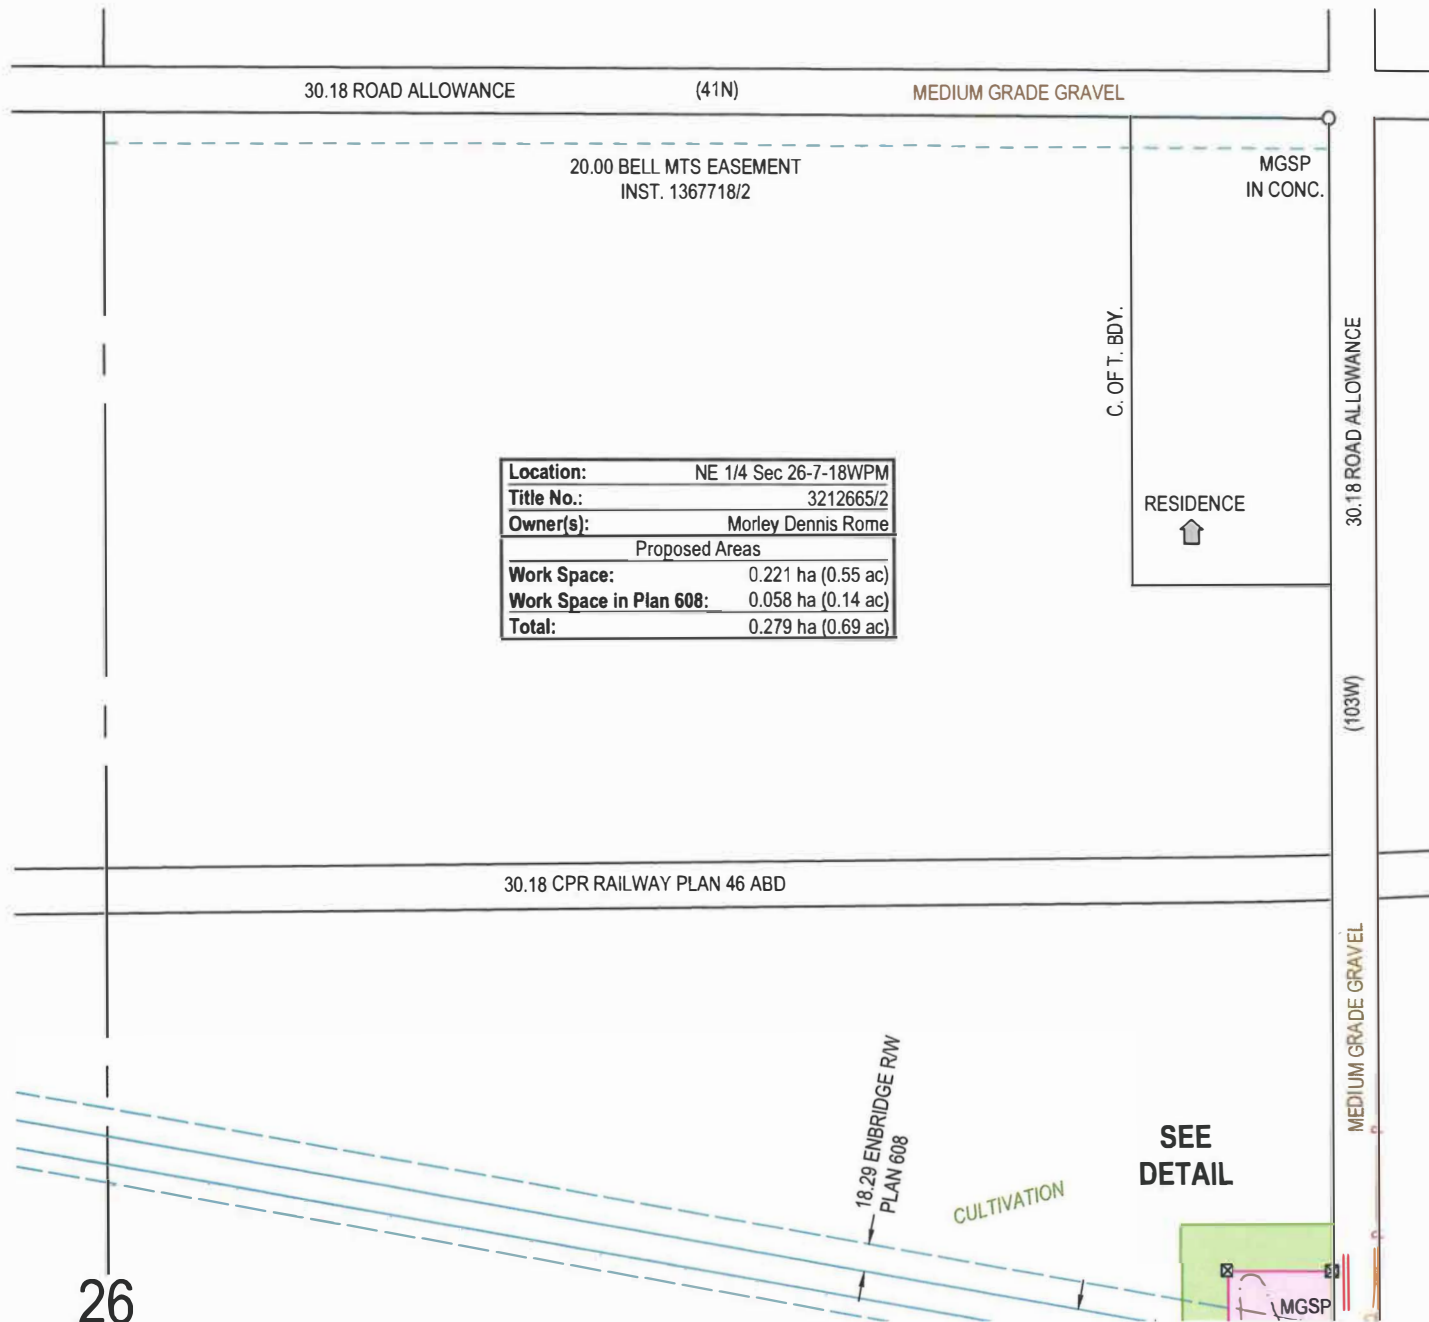 30.18 ROAD ALLOWANCE (41N) MEDIUM GRADE GRAVEL
20.00 BELL MTS EASEMENT
INST. 1367718/2
MGSP
IN CONC.
C. OF T. BDY.
30.18 ROAD ALLOWANCE
Location: NE 1/4 Sec 26-7-18WPM
Title No.: 3212665/2
Owner(s): Morley Dennis Rome
Proposed Areas
Work Space: 0.221 ha (0.55 ac)
Work Space in Plan 608: 0.058 ha (0.14 ac)
Total: 0.279 ha (0.69 ac)
RESIDENCE
(103W)
30.18 CPR RAILWAY PLAN 46 ABD
MEDIUM GRADE GRAVEL
18.29 ENBRIDGE R/W
PLAN 608
CULTIVATION
SEE
DETAIL
26
MGSP